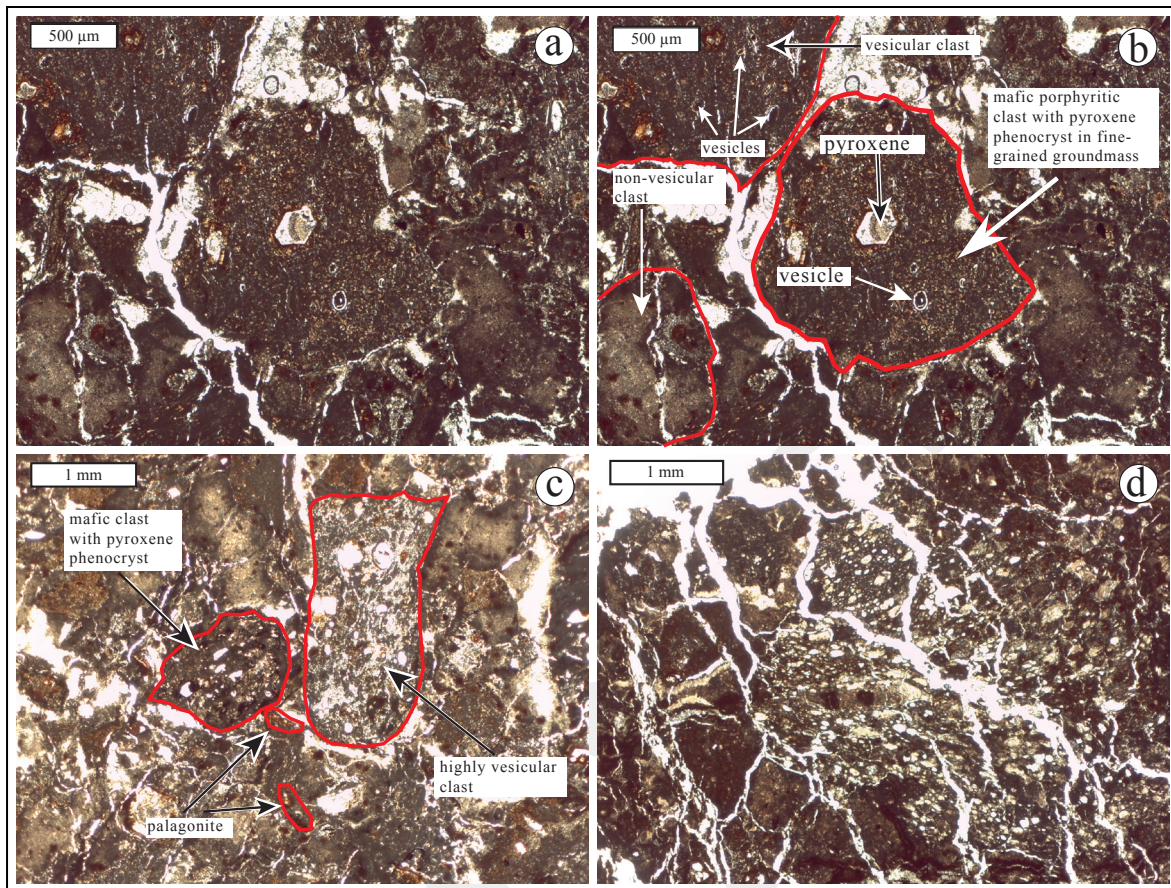 500 µm
a
500 µm
b
vesicular clast
mafic porphyritic
clast with pyroxene
phenocryst in fine-
grained groundmass
vesicles
pyroxene
non-vesicular
clast
vesicle
1 mm
c
mafic clast
with pyroxene
phenocryst
highly vesicular
clast
palagonite
1 mm
d